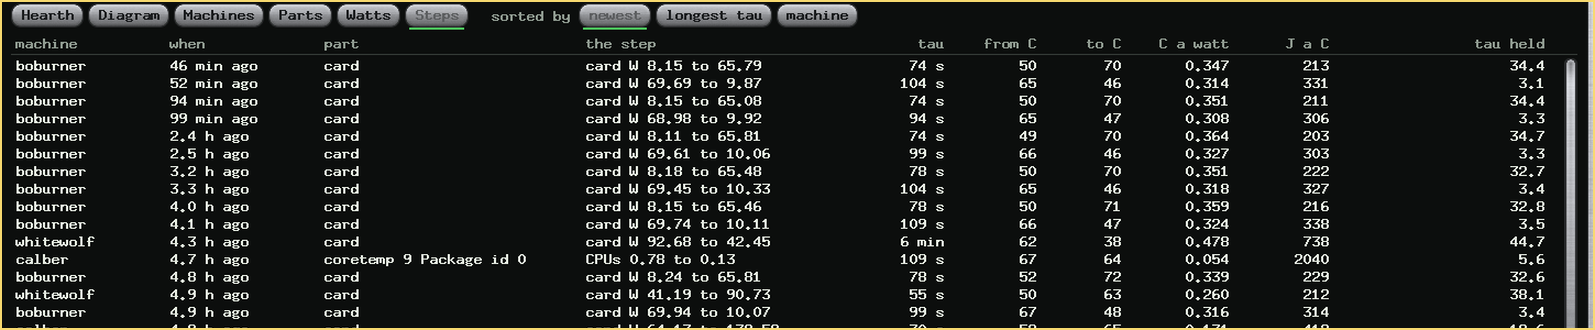 Hearth Diagram Machines Parts Watts Steps sorted by newest longest tau machine
machine when part the step tau from C to C C a watt J a C tau held
boburner 46 min ago card card W 8.15 to 65.79 74 s 50 70 0.347 213 34.4
boburner 52 min ago card card W 69.69 to 9.87 104 s 65 46 0.314 331 3.1
boburner 94 min ago card card W 8.15 to 65.08 74 s 50 70 0.351 211 34.4
boburner 99 min ago card card W 68.98 to 9.92 94 s 65 47 0.308 306 3.3
boburner 2.4 h ago card card W 8.11 to 65.81 74 s 49 70 0.364 203 34.7
boburner 2.5 h ago card card W 69.61 to 10.06 99 s 66 46 0.327 303 3.3
boburner 3.2 h ago card card W 8.18 to 65.48 78 s 50 70 0.351 222 32.7
boburner 3.3 h ago card card W 69.45 to 10.33 104 s 65 46 0.318 327 3.4
boburner 4.0 h ago card card W 8.15 to 65.46 78 s 50 71 0.359 216 32.8
boburner 4.1 h ago card card W 69.74 to 10.11 109 s 66 47 0.324 338 3.5
whitewolf 4.3 h ago card card W 92.68 to 42.45 6 min 62 38 0.478 738 44.7
calber 4.7 h ago coretemp 9 Package id 0 CPUs 0.78 to 0.13 109 s 67 64 0.054 2040 5.6
boburner 4.8 h ago card card W 8.24 to 65.81 78 s 52 72 0.339 229 32.6
whitewolf 4.9 h ago card card W 41.19 to 90.73 55 s 50 63 0.260 212 38.1
boburner 4.9 h ago card card W 69.94 to 10.07 99 s 67 48 0.316 314 3.4